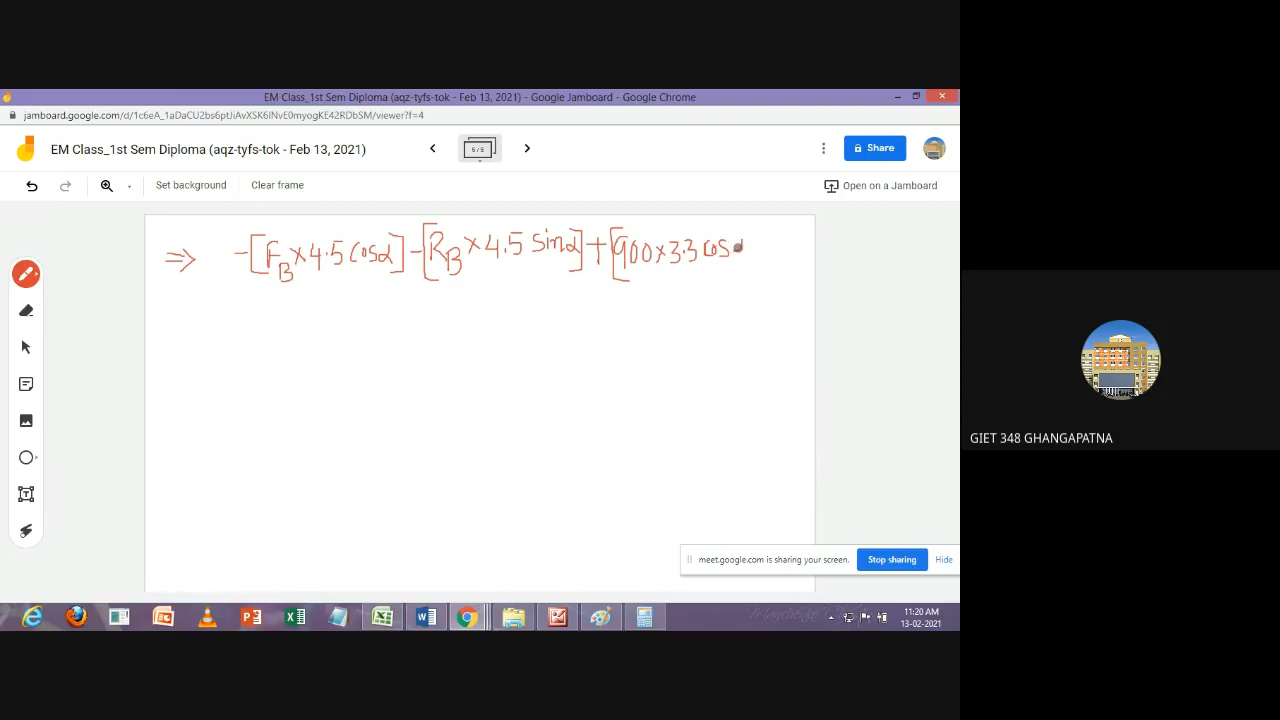 EM Class_1st Sem Diploma (aqz-tyfs-tok - Feb 13, 2021) - Google Jamboard - Google Chrome
jamboard.google.com/d/1c6eA_1aDaCU2bs6ptUiAvXSK6INvE0myogKE42RDbSM/viewer?f=4
EM Class_1st Sem Diploma (aqz-tyfs-tok - Feb 13, 2021)
5/5
Share
Set background
Clear frame
Open on a Jamboard
⇒ -[F_B×4.5 cosα] -[R_B×4.5 sinα]+[900×3.3 cos
GIET 348 GHANGAPATNA
meet.google.com is sharing your screen.
Stop sharing
Hide
11:20 AM
13-02-2021